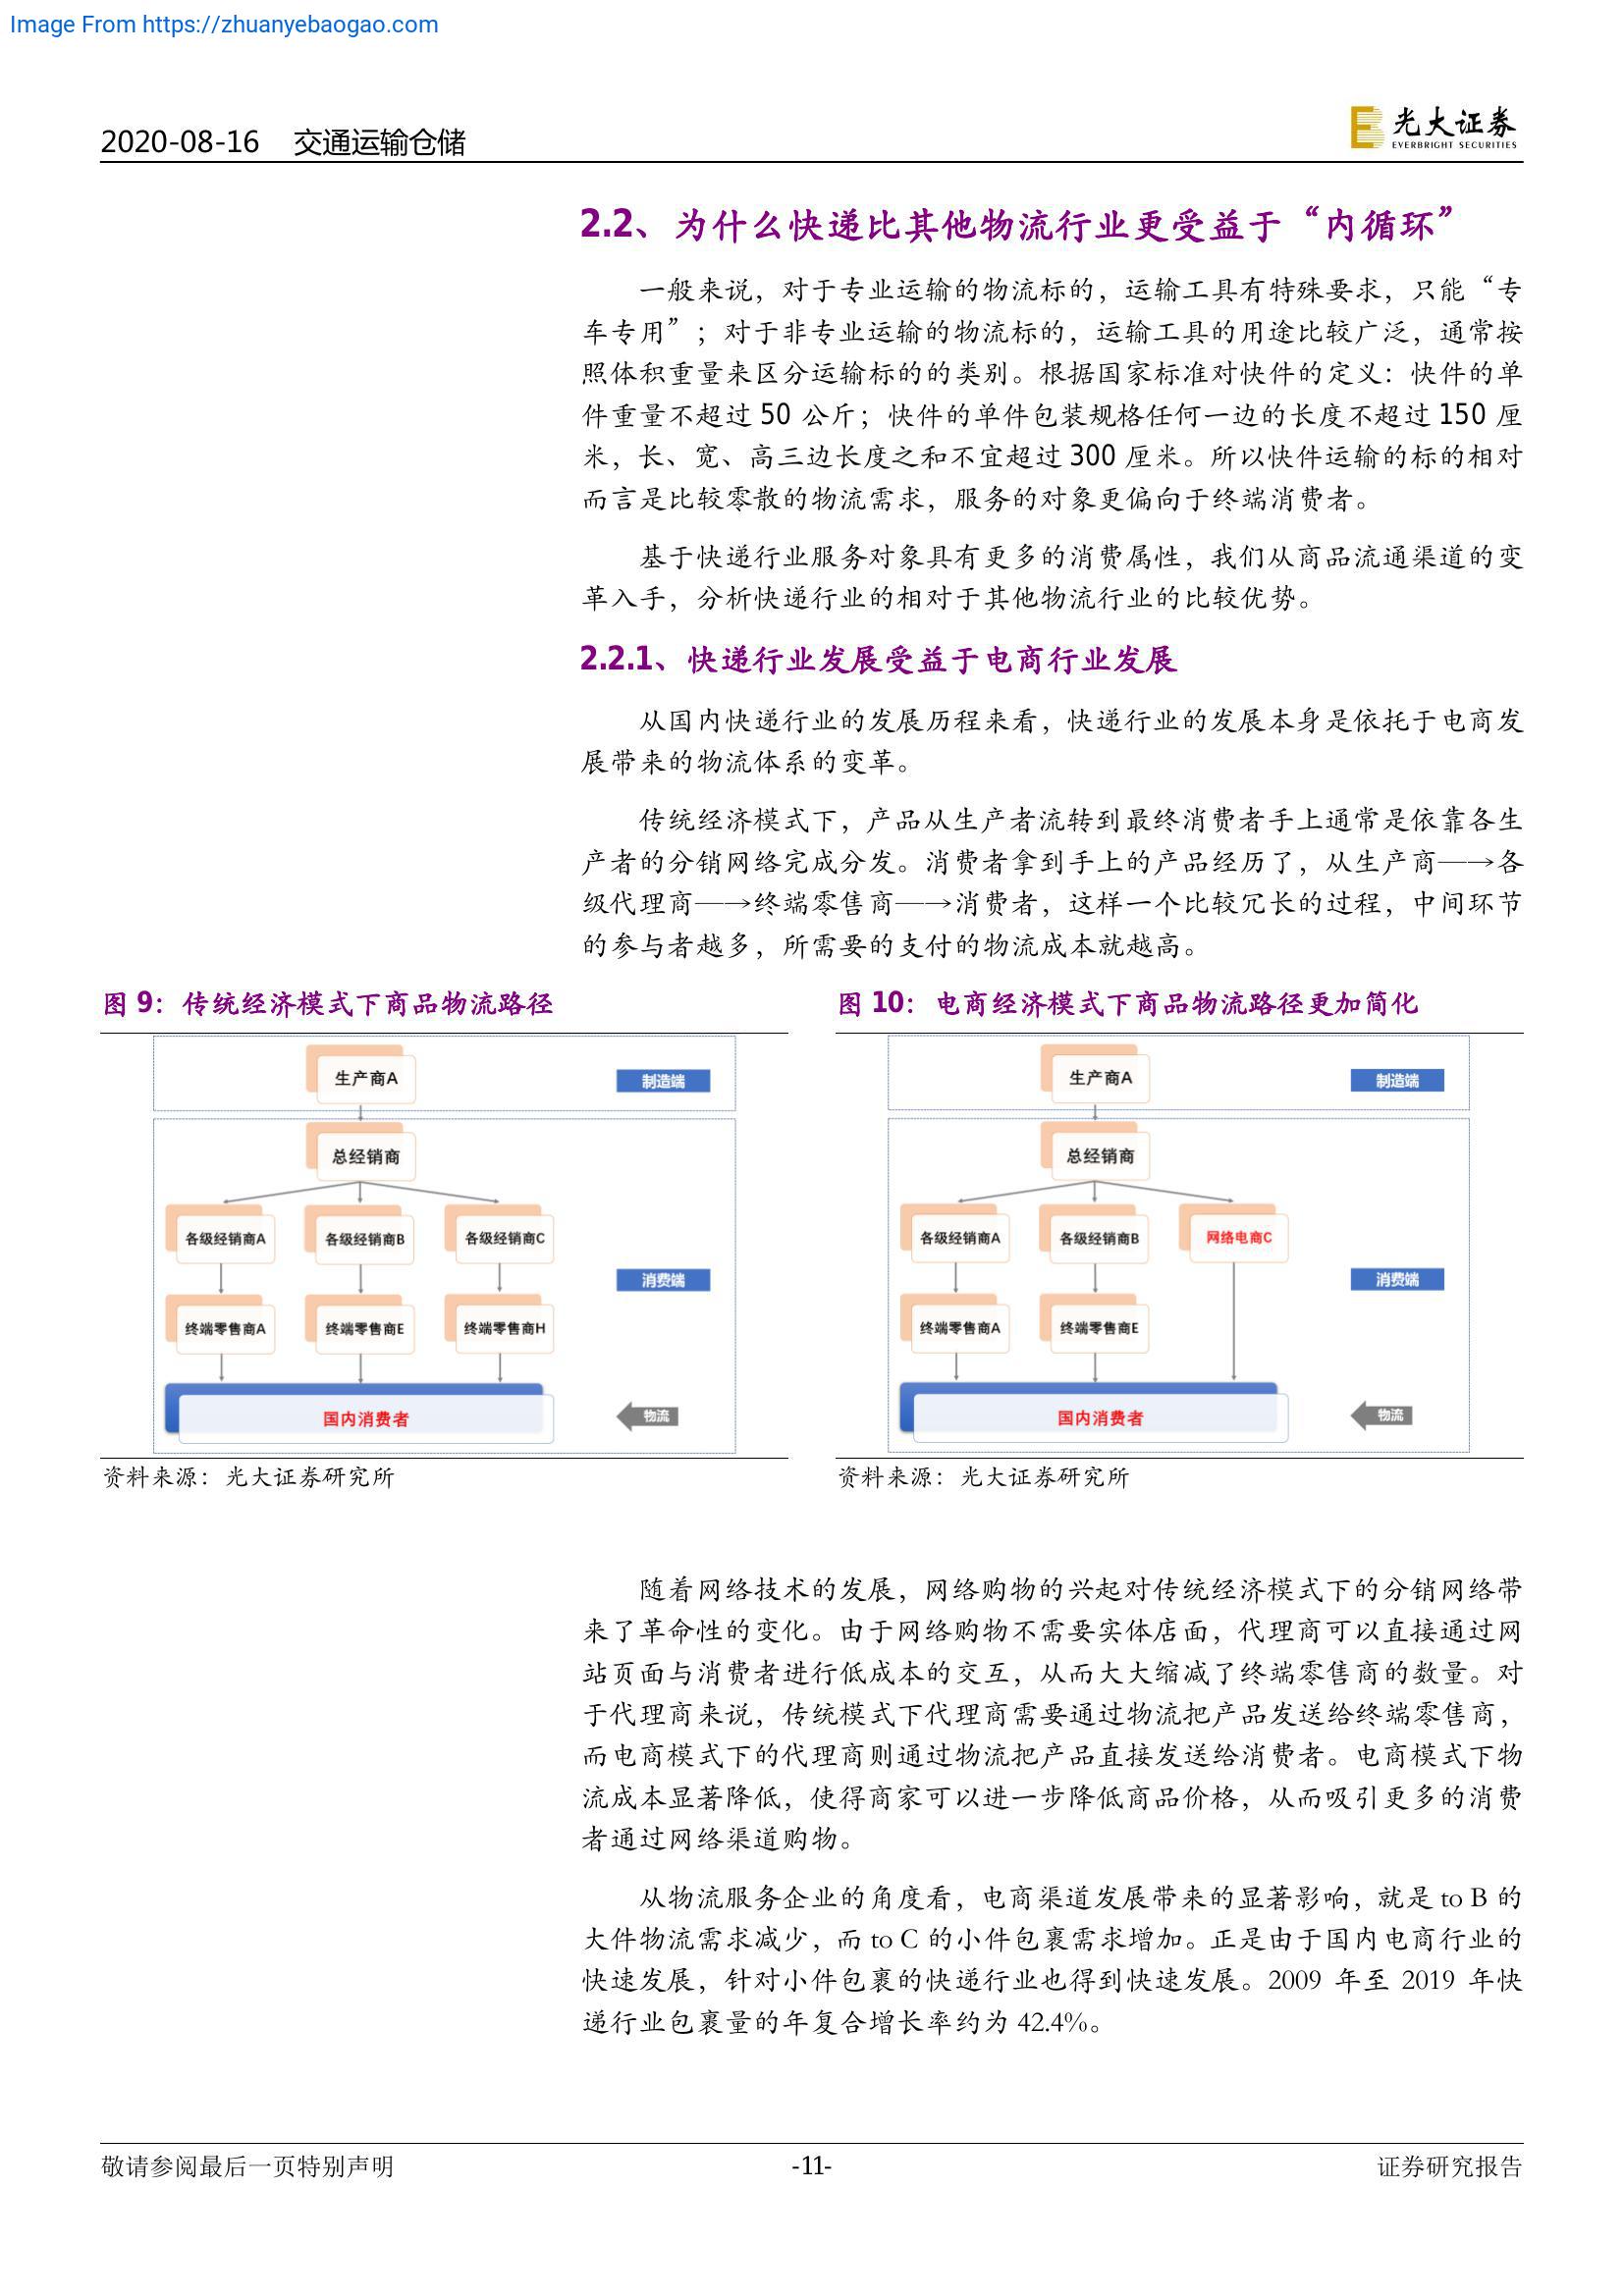 Image From https://zhuanyebaogao.com
2020-08-16 交通运输仓储
光大证券
EVERBRIGHT SECURITIES
2.2、为什么快递比其他物流行业更受益于“内循环”
一般来说，对于专业运输的物流标的，运输工具有特殊要求，只能“专
车专用”；对于非专业运输的物流标的，运输工具的用途比较广泛，通常按
照体积重量来区分运输标的的类别。根据国家标准对快件的定义：快件的单
件重量不超过 50 公斤；快件的单件包装规格任何一边的长度不超过 150 厘
米，长、宽、高三边长度之和不宜超过 300 厘米。所以快件运输的标的相对
而言是比较零散的物流需求，服务的对象更偏向于终端消费者。
基于快递行业服务对象具有更多的消费属性，我们从商品流通渠道的变
革入手，分析快递行业的相对于其他物流行业的比较优势。
2.2.1、快递行业发展受益于电商行业发展
从国内快递行业的发展历程来看，快递行业的发展本身是依托于电商发
展带来的物流体系的变革。
传统经济模式下，产品从生产者流转到最终消费者手上通常是依靠各生
产者的分销网络完成分发。消费者拿到手上的产品经历了，从生产商──→各
级代理商──→终端零售商──→消费者，这样一个比较冗长的过程，中间环节
的参与者越多，所需要的支付的物流成本就越高。
图 9：传统经济模式下商品物流路径
生产商A
制造端
总经销商
各级经销商A 各级经销商B 各级经销商C
消费端
终端零售商A 终端零售商E 终端零售商H
国内消费者
物流
资料来源：光大证券研究所
图 10：电商经济模式下商品物流路径更加简化
生产商A
制造端
总经销商
各级经销商A 各级经销商B 网络电商C
消费端
终端零售商A 终端零售商E
国内消费者
物流
资料来源：光大证券研究所
随着网络技术的发展，网络购物的兴起对传统经济模式下的分销网络带
来了革命性的变化。由于网络购物不需要实体店面，代理商可以直接通过网
站页面与消费者进行低成本的交互，从而大大缩减了终端零售商的数量。对
于代理商来说，传统模式下代理商需要通过物流把产品发送给终端零售商，
而电商模式下的代理商则通过物流把产品直接发送给消费者。电商模式下物
流成本显著降低，使得商家可以进一步降低商品价格，从而吸引更多的消费
者通过网络渠道购物。
从物流服务企业的角度看，电商渠道发展带来的显著影响，就是 to B 的
大件物流需求减少，而 to C 的小件包裹需求增加。正是由于国内电商行业的
快速发展，针对小件包裹的快递行业也得到快速发展。2009 年至 2019 年快
递行业包裹量的年复合增长率约为 42.4%。
敬请参阅最后一页特别声明
-11-
证券研究报告